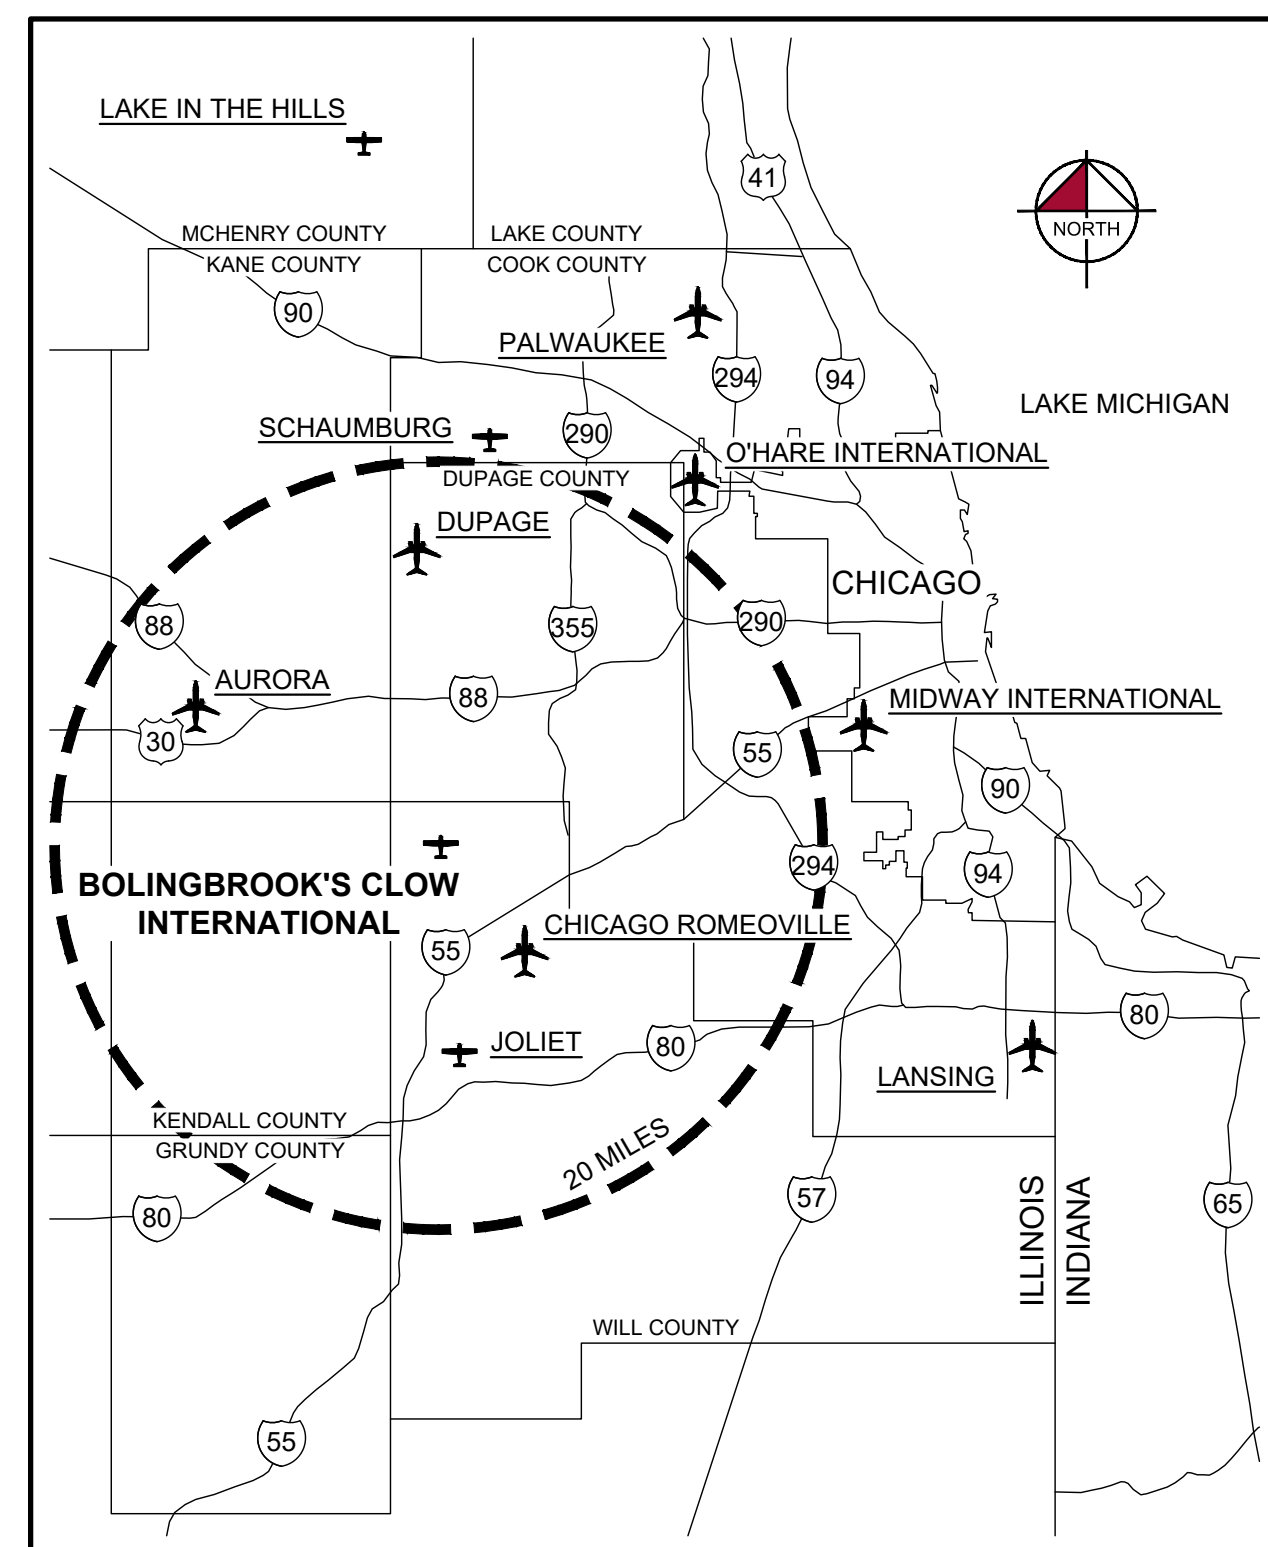 LAKE IN THE HILLS
41
NORTH
MCHENRY COUNTY
LAKE COUNTY
KANE COUNTY
COOK COUNTY
90
PALWAUKEE
294
94
LAKE MICHIGAN
SCHAUMBURG
290
O'HARE INTERNATIONAL
DUPAGE COUNTY
DUPAGE
CHICAGO
88
355
290
AURORA
88
MIDWAY INTERNATIONAL
30
55
90
294
94
BOLINGBROOK'S CLOW
INTERNATIONAL
CHICAGO ROMEOVILLE
55
80
JOLIET
80
LANSING
KENDALL COUNTY
GRUNDY COUNTY
20 MILES
80
57
ILLINOIS
INDIANA
65
WILL COUNTY
55